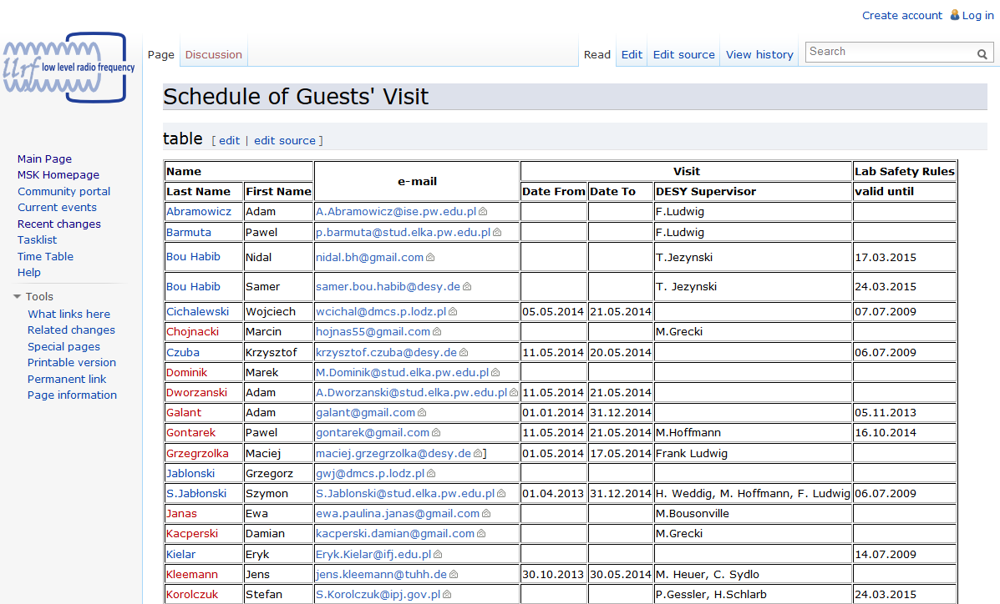 Create account Log in
llrf low level radio frequency
Page Discussion Read Edit Edit source View history Search
Schedule of Guests' Visit
table [ edit | edit source ]
Main Page
MSK Homepage
Community portal
Current events
Recent changes
Tasklist
Time Table
Help
Tools
What links here
Related changes
Special pages
Printable version
Permanent link
Page information
Name e-mail Visit Lab Safety Rules
Last Name First Name Date From Date To DESY Supervisor valid until
Abramowicz Adam A.Abramowicz@ise.pw.edu.pl F.Ludwig
Barmuta Pawel p.barmuta@stud.elka.pw.edu.pl F.Ludwig
Bou Habib Nidal nidal.bh@gmail.com T.Jezynski 17.03.2015
Bou Habib Samer samer.bou.habib@desy.de T. Jezynski 24.03.2015
Cichalewski Wojciech wcichal@dmcs.p.lodz.pl 05.05.2014 21.05.2014 07.07.2009
Chojnacki Marcin hojnas55@gmail.com M.Grecki
Czuba Krzysztof krzysztof.czuba@desy.de 11.05.2014 20.05.2014 06.07.2009
Dominik Marek M.Dominik@stud.elka.pw.edu.pl
Dworzanski Adam A.Dworzanski@stud.elka.pw.edu.pl 11.05.2014 21.05.2014
Galant Adam galant@gmail.com 01.01.2014 31.12.2014 05.11.2013
Gontarek Pawel gontarek@gmail.com 11.05.2014 21.05.2014 M.Hoffmann 16.10.2014
Grzegrzolka Maciej maciej.grzegrzolka@desy.de ] 01.05.2014 17.05.2014 Frank Ludwig
Jablonski Grzegorz gwj@dmcs.p.lodz.pl
S.Jabłonski Szymon S.Jablonski@stud.elka.pw.edu.pl 01.04.2013 31.12.2014 H. Weddig, M. Hoffmann, F. Ludwig 06.07.2009
Janas Ewa ewa.paulina.janas@gmail.com M.Bousonville
Kacperski Damian kacperski.damian@gmail.com M.Grecki
Kielar Eryk Eryk.Kielar@ifj.edu.pl 14.07.2009
Kleemann Jens jens.kleemann@tuhh.de 30.10.2013 30.05.2014 M. Heuer, C. Sydlo
Korolczuk Stefan S.Korolczuk@ipj.gov.pl P.Gessler, H.Schlarb 24.03.2015